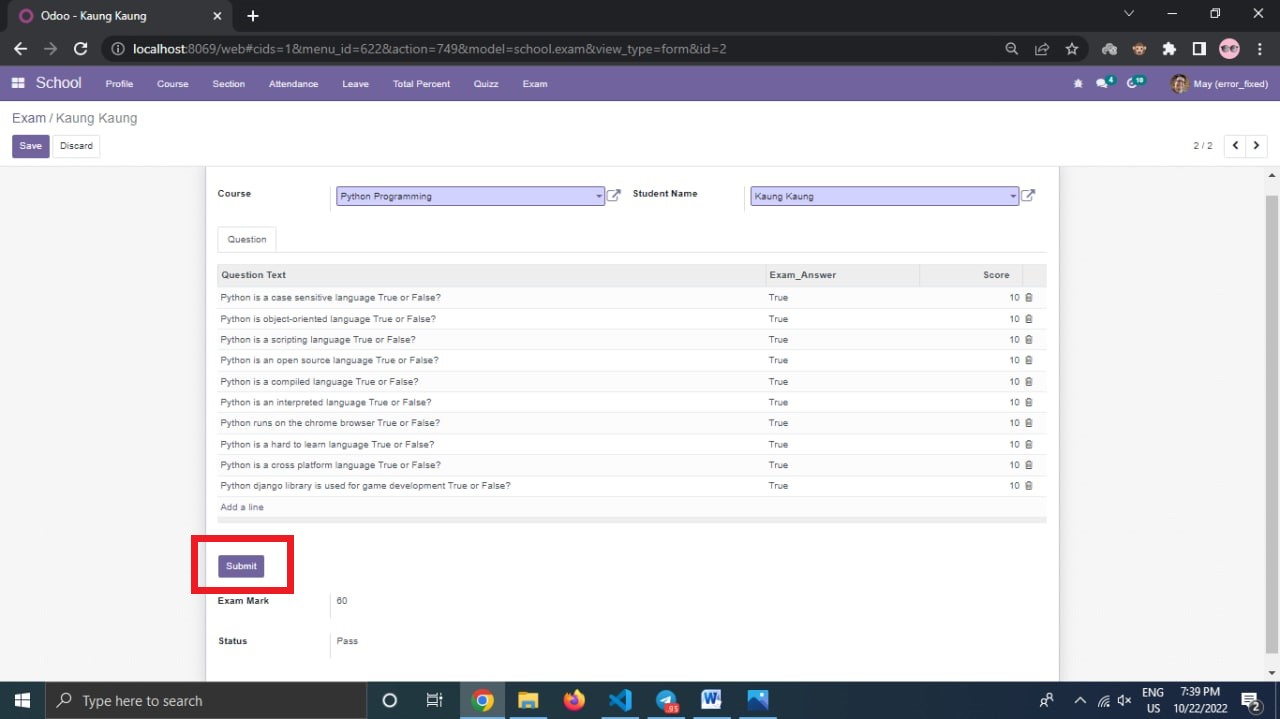 Odoo - Kaung Kaung
localhost:8069/web#cids=1&menu_id=622&action=749&model=school.exam&view_type=form&id=2
School Profile Course Section Attendance Leave Total Percent Quizz Exam 4 18 May (error_fixed)
Exam / Kaung Kaung
Save Discard 2 / 2
Course Python Programming Student Name Kaung Kaung
Question
Question Text Exam_Answer Score
Python is a case sensitive language True or False? True 10
Python is object-oriented language True or False? True 10
Python is a scripting language True or False? True 10
Python is an open source language True or False? True 10
Python is a compiled language True or False? True 10
Python is an interpreted language True or False? True 10
Python runs on the chrome browser True or False? True 10
Python is a hard to learn language True or False? True 10
Python is a cross platform language True or False? True 10
Python django library is used for game development True or False? True 10
Add a line
Submit
Exam Mark 60
Status Pass
Type here to search ENG 7:39 PM
US 10/22/2022 2